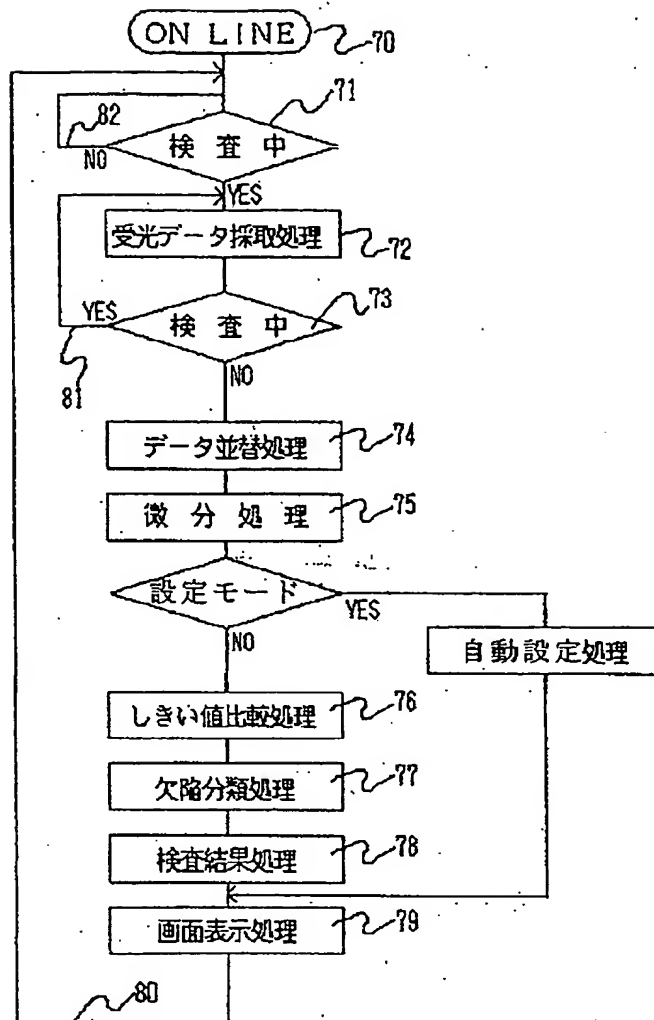 ON LINE
70
71
82
検査中
NO
YES
受光データ採取処理
72
73
YES
検査中
81
NO
データ並替処理
74
微分処理
75
設定モード
YES
NO
自動設定処理
しきい値比較処理
76
欠陥分類処理
77
検査結果処理
78
画面表示処理
79
80